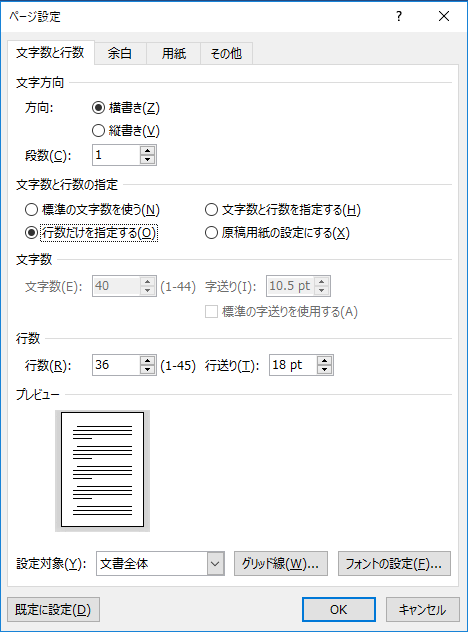 ページ設定
文字数と行数 余白 用紙 その他
文字方向
方向: 横書き(Z)
縦書き(V)
段数(C): 1
文字数と行数の指定
標準の文字数を使う(N) 文字数と行数を指定する(H)
行数だけを指定する(O) 原稿用紙の設定にする(X)
文字数
文字数(E): 40 (1-44) 字送り(I): 10.5 pt
標準の字送りを使用する(A)
行数
行数(R): 36 (1-45) 行送り(T): 18 pt
プレビュー
設定対象(Y): 文書全体 グリッド線(W)... フォントの設定(F)...
既定に設定(D) OK キャンセル